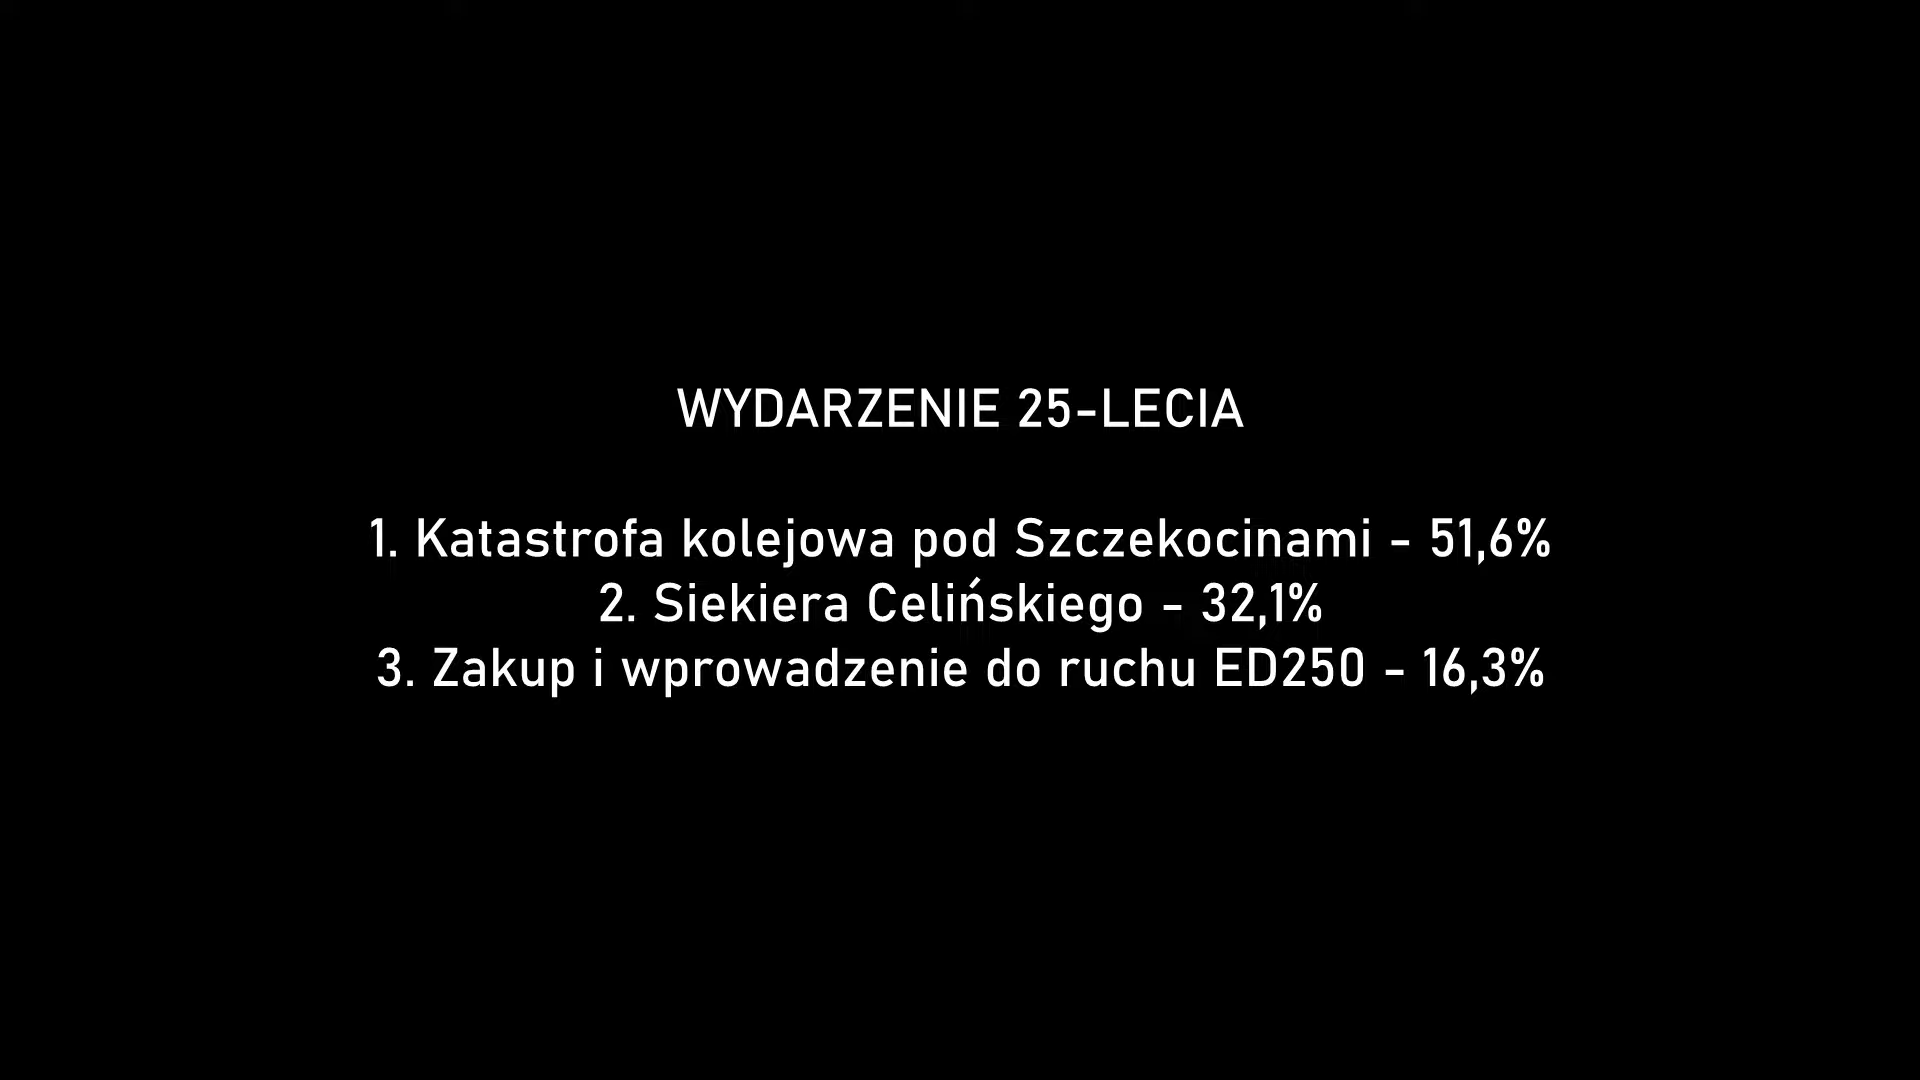 WYDARZENIE 25-LECIA
1. Katastrofa kolejowa pod Szczekocinami - 51,6%
2. Siekiera Celińskiego - 32,1%
3. Zakup i wprowadzenie do ruchu ED250 - 16,3%